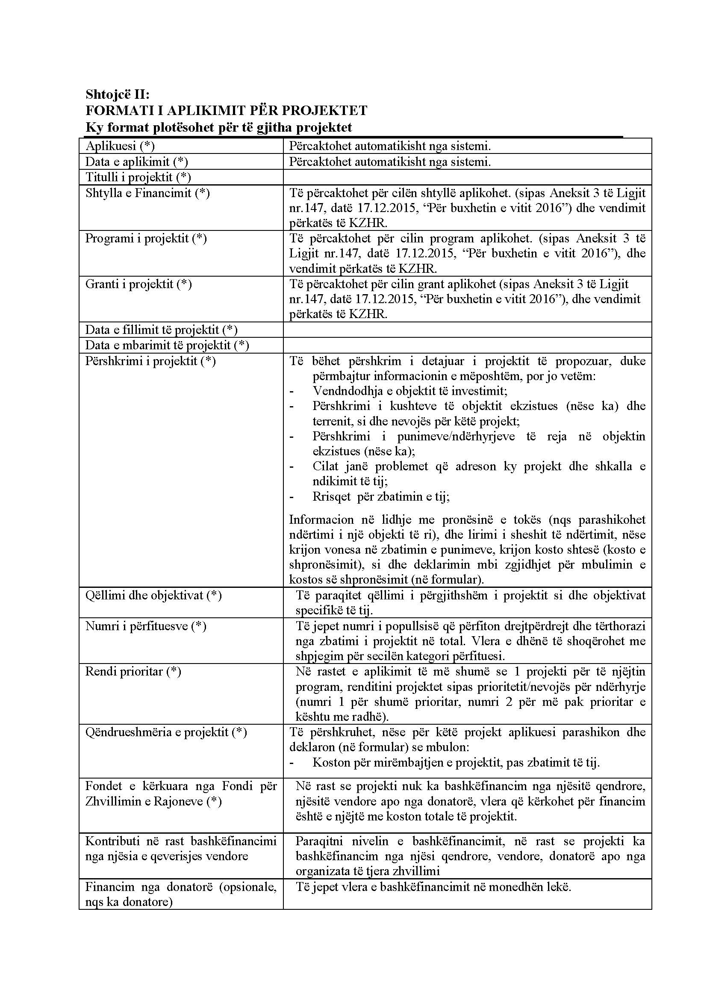 Shtojcë II:
FORMATI I APLIKIMIT PËR PROJEKTET
Ky format plotësohet për të gjitha projektet
Aplikuesi (*)
Përcaktohet automatikisht nga sistemi.
Data e aplikimit (*)
Përcaktohet automatikisht nga sistemi.
Titulli i projektit (*)
Shtylla e Financimit (*)
Të përcaktohet për cilën shtyllë aplikohet. (sipas Aneksit 3 të Ligjit
nr.147, datë 17.12.2015, “Për buxhetin e vitit 2016”) dhe vendimit
përkatës të KZHR.
Programi i projektit (*)
Të përcaktohet për cilin program aplikohet. (sipas Aneksit 3 të
Ligjit nr.147, datë 17.12.2015, “Për buxhetin e vitit 2016”), dhe
vendimit përkatës të KZHR.
Granti i projektit (*)
Të përcaktohet për cilin grant aplikohet (sipas Aneksit 3 të Ligjit
nr.147, datë 17.12.2015, “Për buxhetin e vitit 2016”), dhe vendimit
përkatës të KZHR.
Data e fillimit të projektit (*)
Data e mbarimit të projektit (*)
Përshkrimi i projektit (*)
Të bëhet përshkrim i detajuar i projektit të propozuar, duke
përmbajtur informacionin e mëposhtëm, por jo vetëm:
- Vendndodhja e objektit të investimit;
- Përshkrimi i kushteve të objektit ekzistues (nëse ka) dhe
terrenit, si dhe nevojës për këtë projekt;
- Përshkrimi i punimeve/ndërhyrjeve të reja në objektin
ekzistues (nëse ka);
- Cilat janë problemet që adreson ky projekt dhe shkalla e
ndikimit të tij;
- Rrisqet për zbatimin e tij;
Informacion në lidhje me pronësinë e tokës (nqs parashikohet
ndërtimi i një objekti të ri), dhe lirimi i sheshit të ndërtimit, nëse
krijon vonesa në zbatimin e punimeve, krijon kosto shtesë (kosto e
shpronësimit), si dhe deklarimin mbi zgjidhjet për mbulimin e
kostos së shpronësimit (në formular).
Qëllimi dhe objektivat (*)
Të paraqitet qëllimi i përgjithshëm i projektit si dhe objektivat
specifikë të tij.
Numri i përfituesve (*)
Të jepet numri i popullsisë që përfiton drejtpërdrejt dhe tërthorazi
nga zbatimi i projektit në total. Vlera e dhënë të shoqërohet me
shpjegim për secilën kategori përfituesi.
Rendi prioritar (*)
Në rastet e aplikimit të më shumë se 1 projekti për të njëjtin
program, renditini projektet sipas prioritetit/nevojës për ndërhyrje
(numri 1 për shumë prioritar, numri 2 për më pak prioritar e
kështu me radhë).
Qëndrueshmëria e projektit (*)
Të përshkruhet, nëse për këtë projekt aplikuesi parashikon dhe
deklaron (në formular) se mbulon:
- Koston për mirëmbajtjen e projektit, pas zbatimit të tij.
Fondet e kërkuara nga Fondi për
Zhvillimin e Rajoneve (*)
Në rast se projekti nuk ka bashkëfinancim nga njësitë qendrore,
njësitë vendore apo nga donatorë, vlera që kërkohet për financim
është e njëjtë me koston totale të projektit.
Kontributi në rast bashkëfinancimi
nga njësia e qeverisjes vendore
Paraqitni nivelin e bashkëfinancimit, në rast se projekti ka
bashkëfinancim nga njësi qendrore, vendore, donatorë apo nga
organizata të tjera zhvillimi
Financim nga donatorë (opsionale,
nqs ka donatore)
Të jepet vlera e bashkëfinancimit në monedhën lekë.